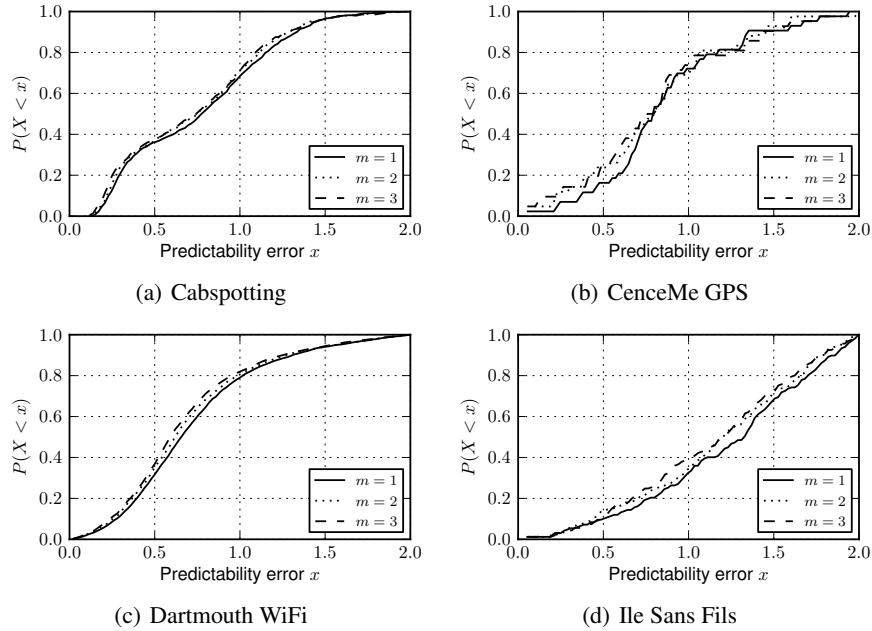 1.0
0.8
0.6
0.4
0.2
0.0
P(X < x)
0.0 0.5 1.0 1.5 2.0
Predictability error x
m = 1
m = 2
m = 3
(a) Cabspotting
1.0
0.8
0.6
0.4
0.2
0.0
P(X < x)
0.5 1.0 1.5 2.0
Predictability error x
m = 1
m = 2
m = 3
(b) CenceMe GPS
1.0
0.8
0.6
0.4
0.2
0.0
P(X < x)
0.0 0.5 1.0 1.5 2.0
Predictability error x
m = 1
m = 2
m = 3
(c) Dartmouth WiFi
1.0
0.8
0.6
0.4
0.2
0.0
P(X < x)
0.5 1.0 1.5 2.0
Predictability error x
m = 1
m = 2
m = 3
(d) Ile Sans Fils